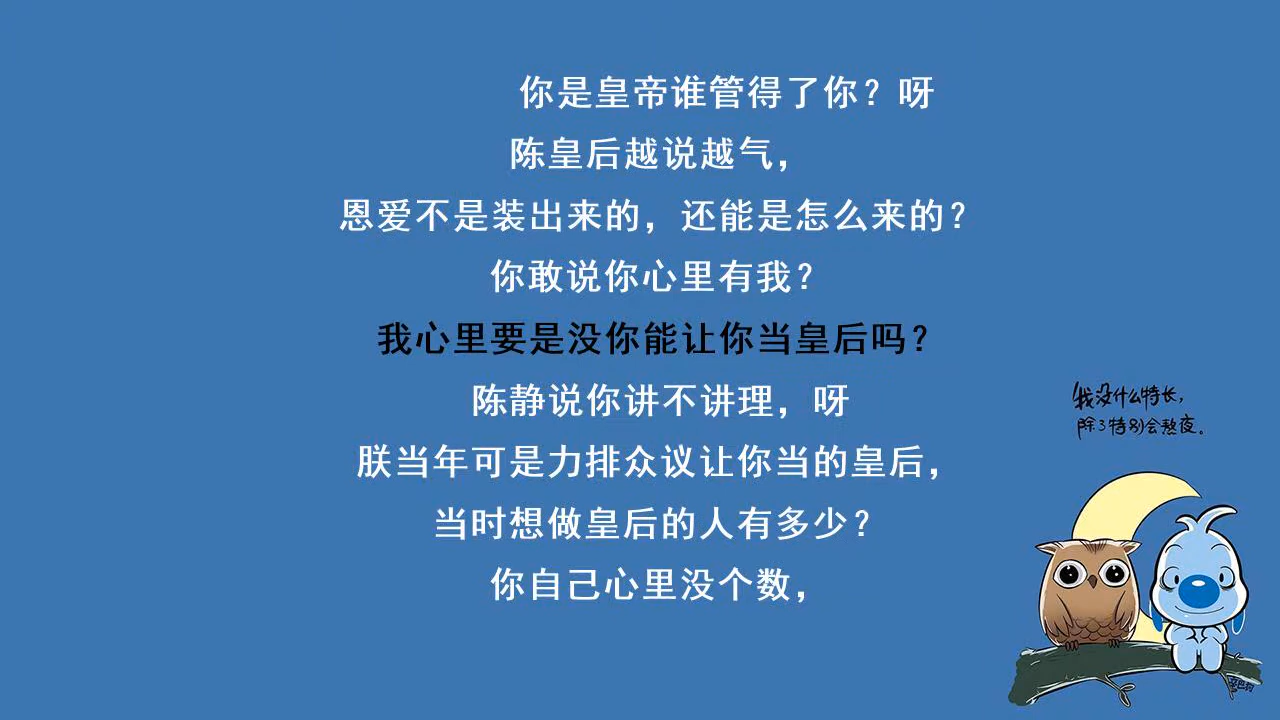 你是皇帝谁管得了你？呀
陈皇后越说越气，
恩爱不是装出来的，还能是怎么来的？
你敢说你心里有我？
我心里要是没你能让你当皇后吗？
陈静说你讲不讲理，呀
朕当年可是力排众议让你当的皇后，
当时想做皇后的人有多少？
你自己心里没个数，
我没什么特长，
除了特别会熬夜。